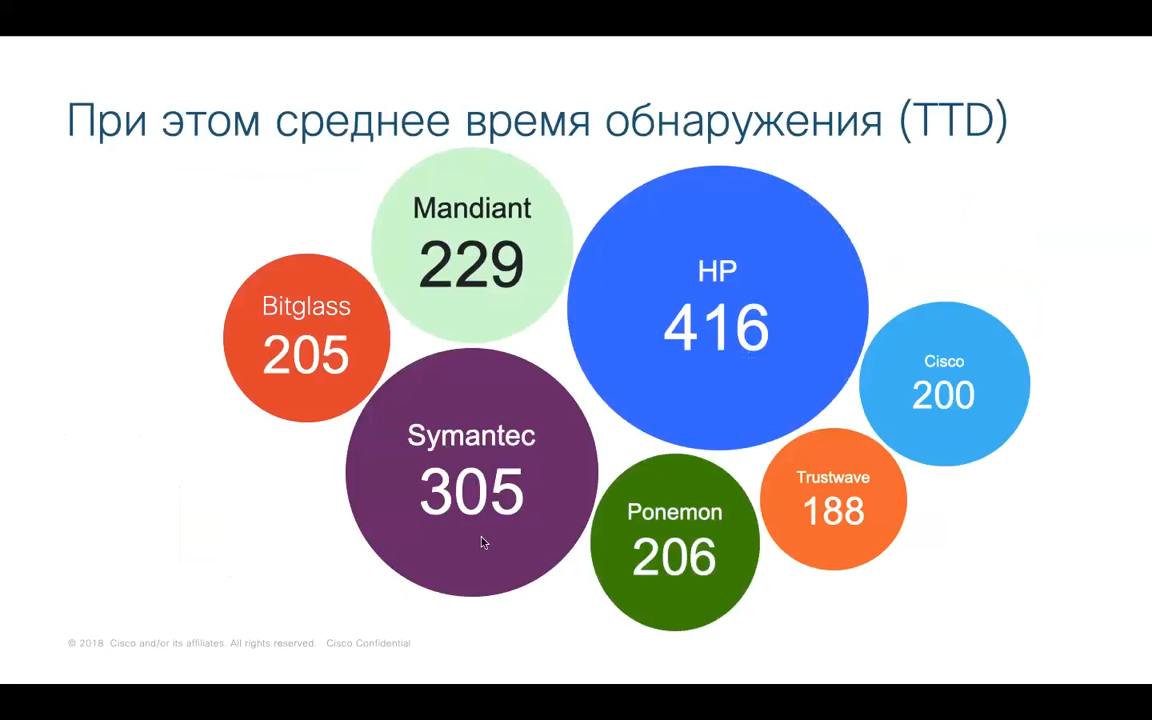 При этом среднее время обнаружения (TTD)
Mandiant
229
HP
416
Bitglass
205
Cisco
200
Symantec
305
Trustwave
188
Ponemon
206
© 2018 Cisco and/or its affiliates. All rights reserved. Cisco Confidential